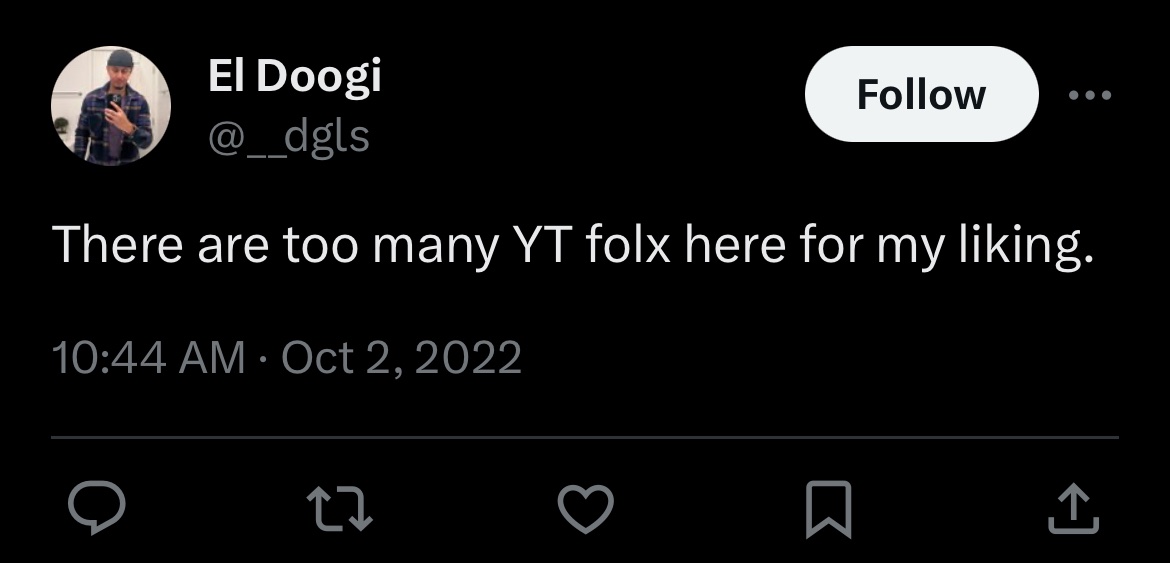 El Doogi
Follow
@__dgls
There are too many YT folx here for my liking.
10:44 AM · Oct 2, 2022